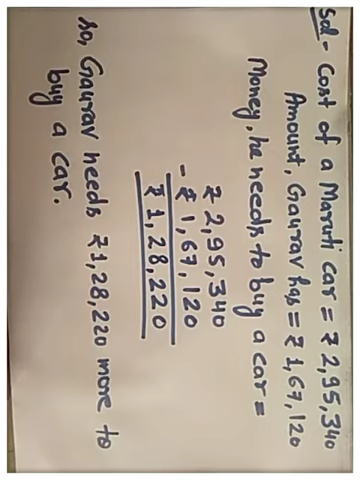 Sol- Cost of a Maruti car = ₹ 2,95,340
Amount, Gaurav has = ₹ 1,67,120
Money, he needs to buy a car =
₹ 2,95,340
- ₹ 1,67,120
₹ 1,28,220
So, Gaurav needs ₹1,28,220 more to
buy a car.